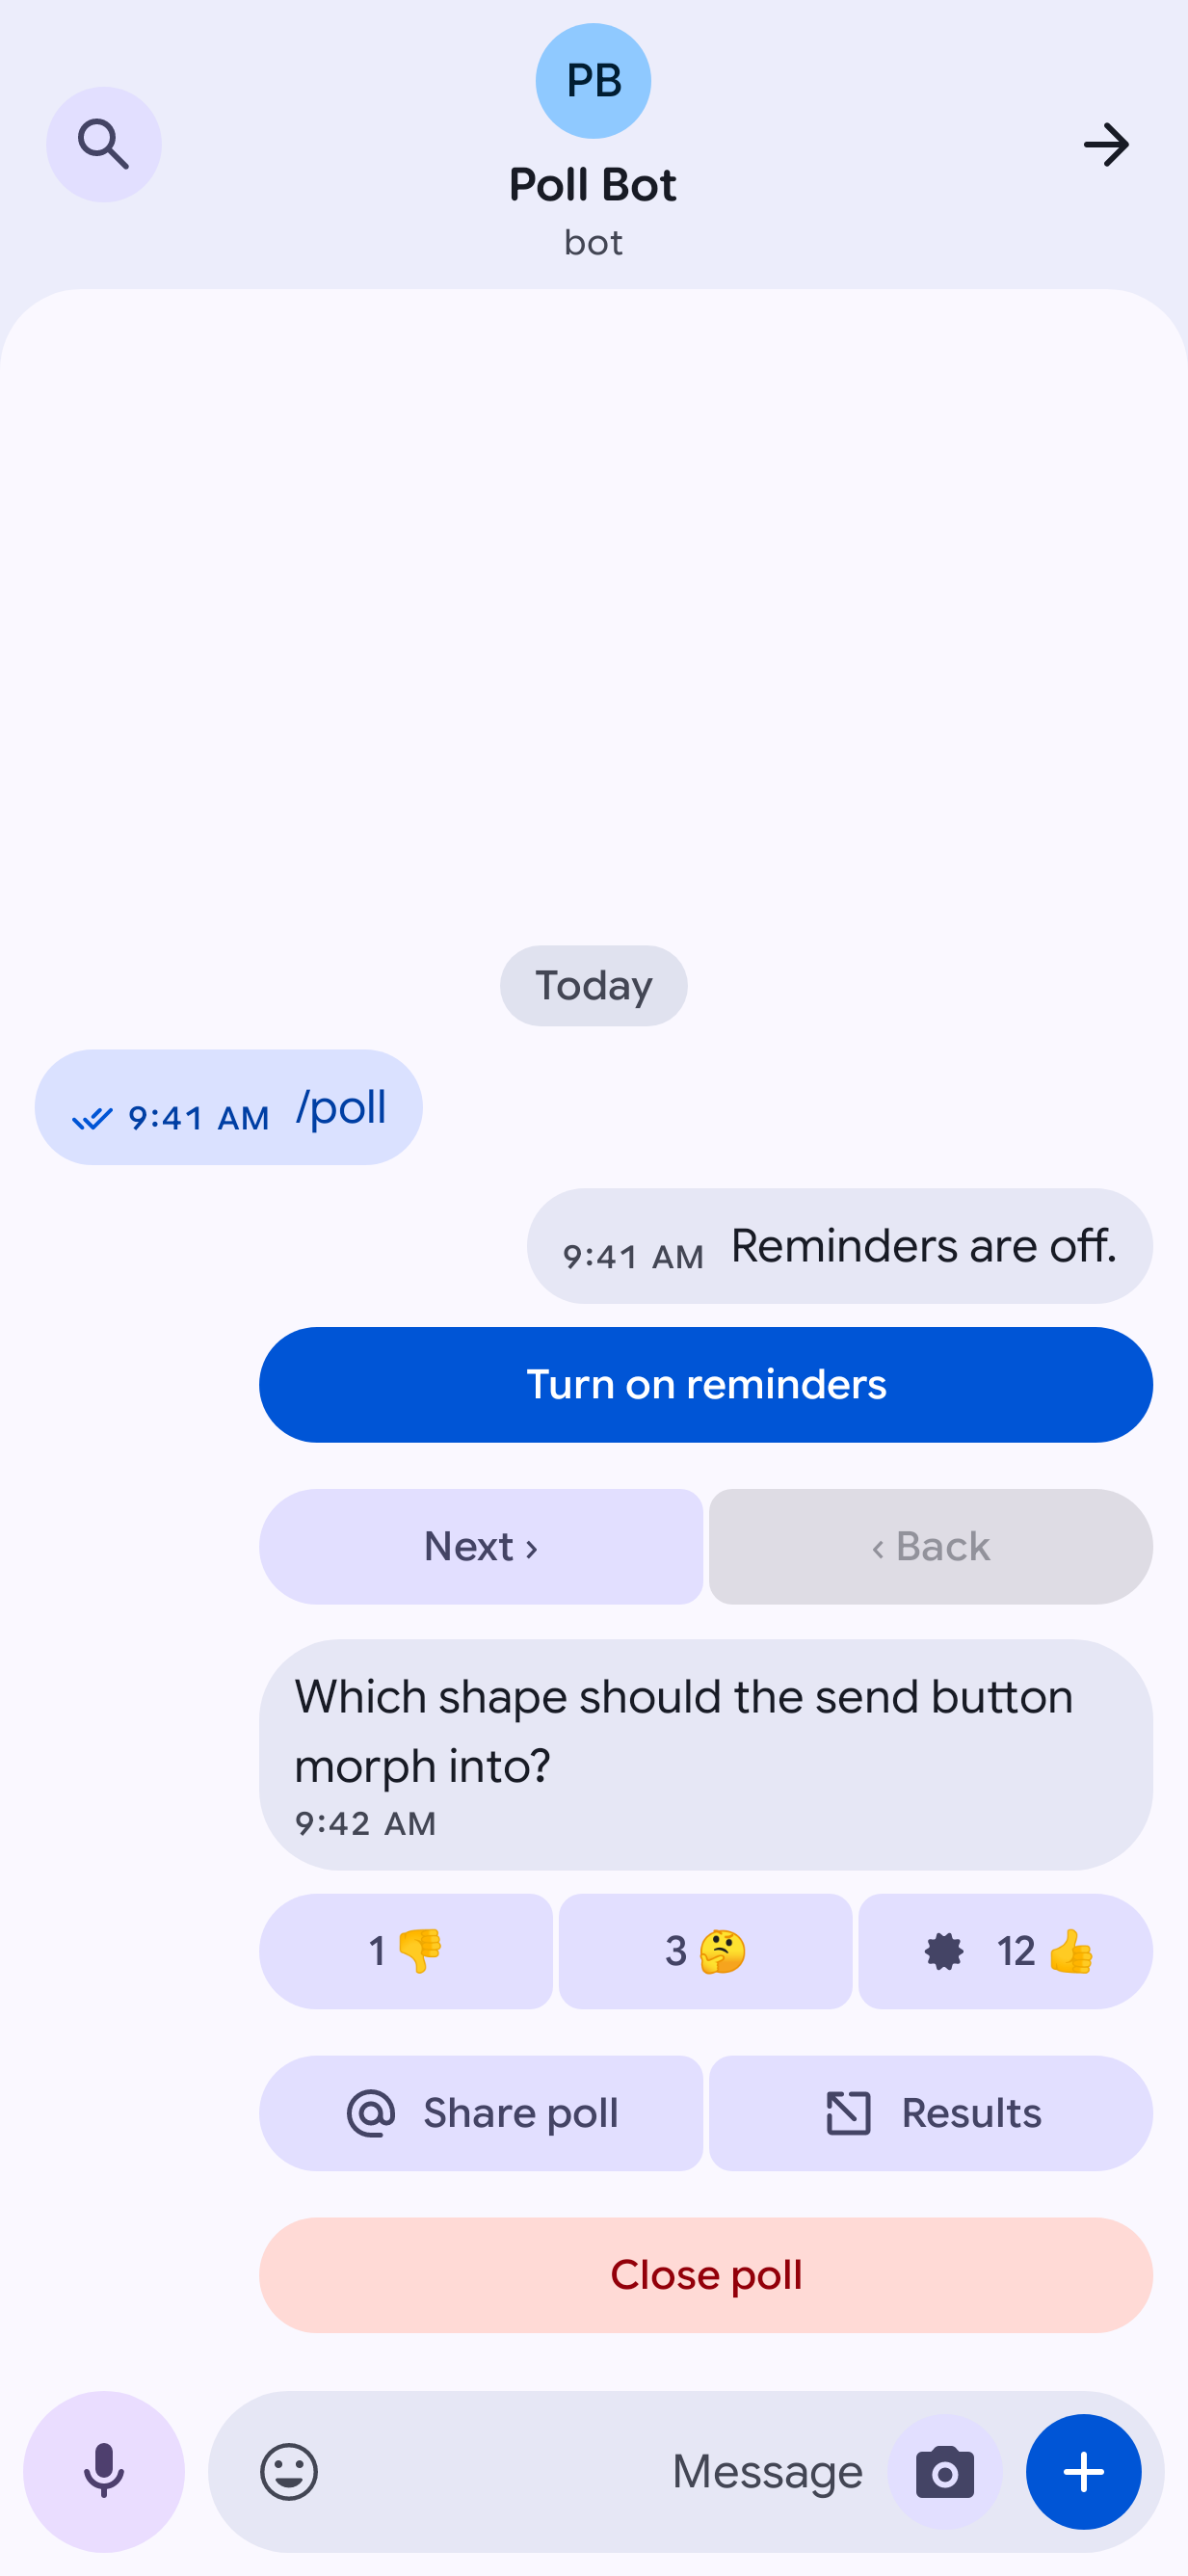 PB
Poll Bot
bot
Today
9:41 AM /poll
9:41 AM Reminders are off.
Turn on reminders
Next › ‹ Back
Which shape should the send button
morph into?
9:42 AM
1 👎 3 🤔 12 👍
Share poll Results
Close poll
Message